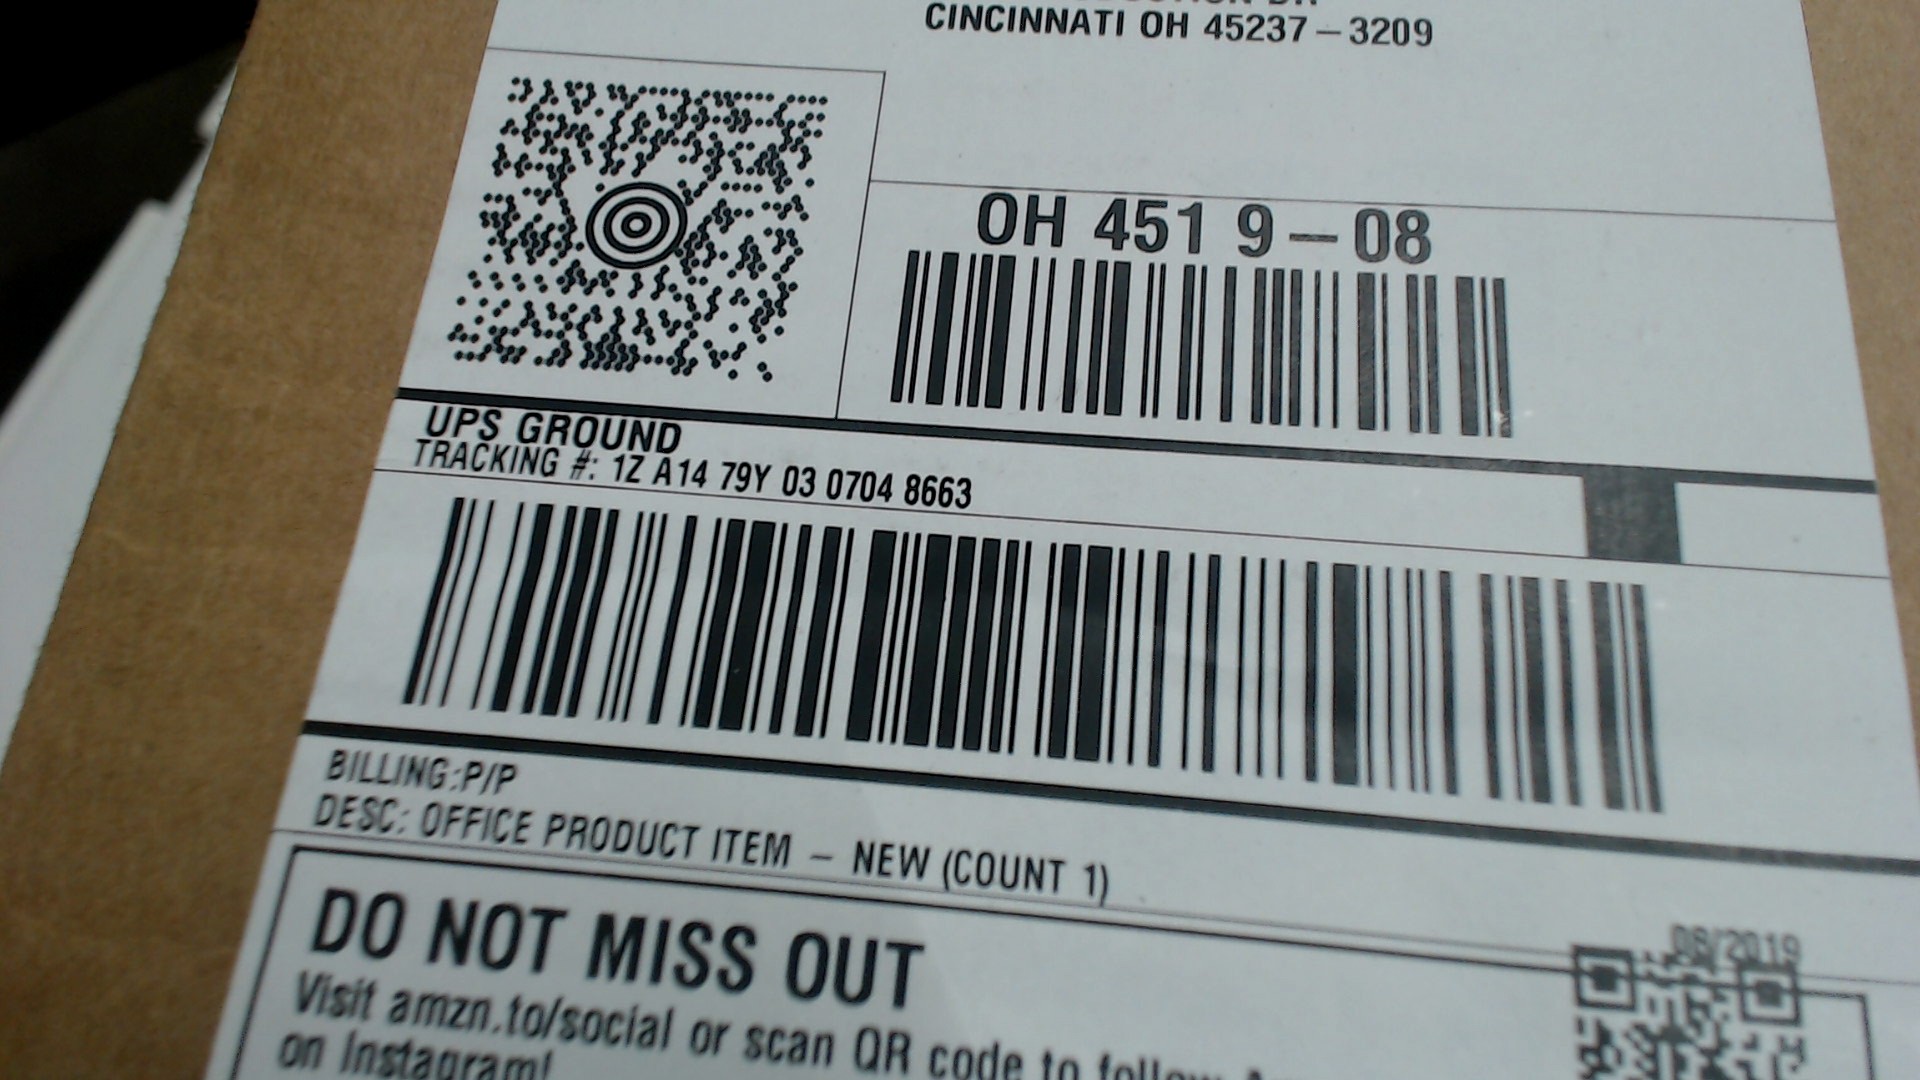 CINCINNATI OH 45237-3209
OH 451 9-08
UPS GROUND
TRACKING #: 1Z A14 79Y 03 0704 8663
BILLING:P/P
DESC: OFFICE PRODUCT ITEM - NEW (COUNT 1)
08/2019
DO NOT MISS OUT
Visit amzn.to/social or scan QR code to follow
on Instagram!